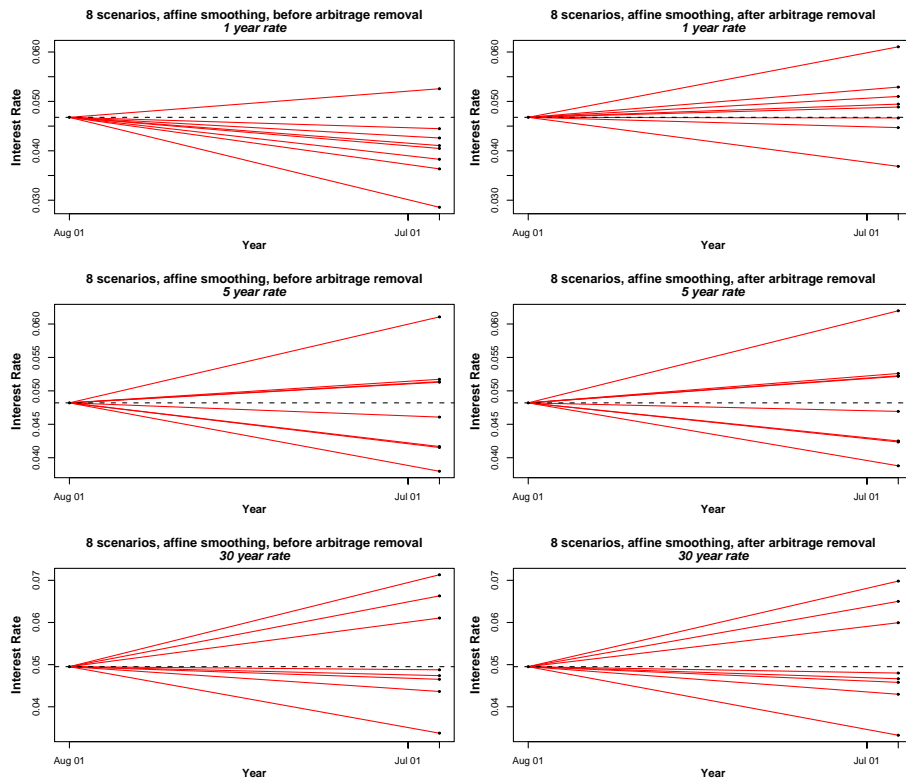 8 scenarios, affine smoothing, before arbitrage removal
1 year rate
Interest Rate
0.060
0.050
0.040
0.030
Aug 01
Jul 01
Year
8 scenarios, affine smoothing, after arbitrage removal
1 year rate
Interest Rate
0.060
0.050
0.040
0.030
Aug 01
Jul 01
Year
8 scenarios, affine smoothing, before arbitrage removal
5 year rate
Interest Rate
0.060
0.055
0.050
0.045
0.040
Aug 01
Jul 01
Year
8 scenarios, affine smoothing, after arbitrage removal
5 year rate
Interest Rate
0.060
0.055
0.050
0.045
0.040
Aug 01
Jul 01
Year
8 scenarios, affine smoothing, before arbitrage removal
30 year rate
Interest Rate
0.07
0.06
0.05
0.04
Aug 01
Jul 01
Year
8 scenarios, affine smoothing, after arbitrage removal
30 year rate
Interest Rate
0.07
0.06
0.05
0.04
Aug 01
Jul 01
Year